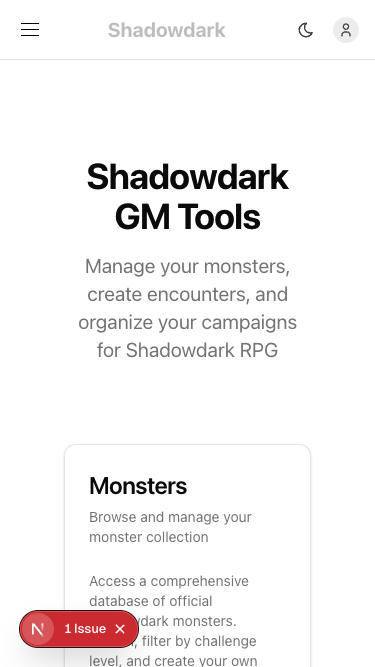 Shadowdark
Shadowdark
GM Tools
Manage your monsters,
create encounters, and
organize your campaigns
for Shadowdark RPG
Monsters
Browse and manage your
monster collection
Access a comprehensive
database of official
dark monsters.
filter by challenge
level, and create your own
N 1 Issue